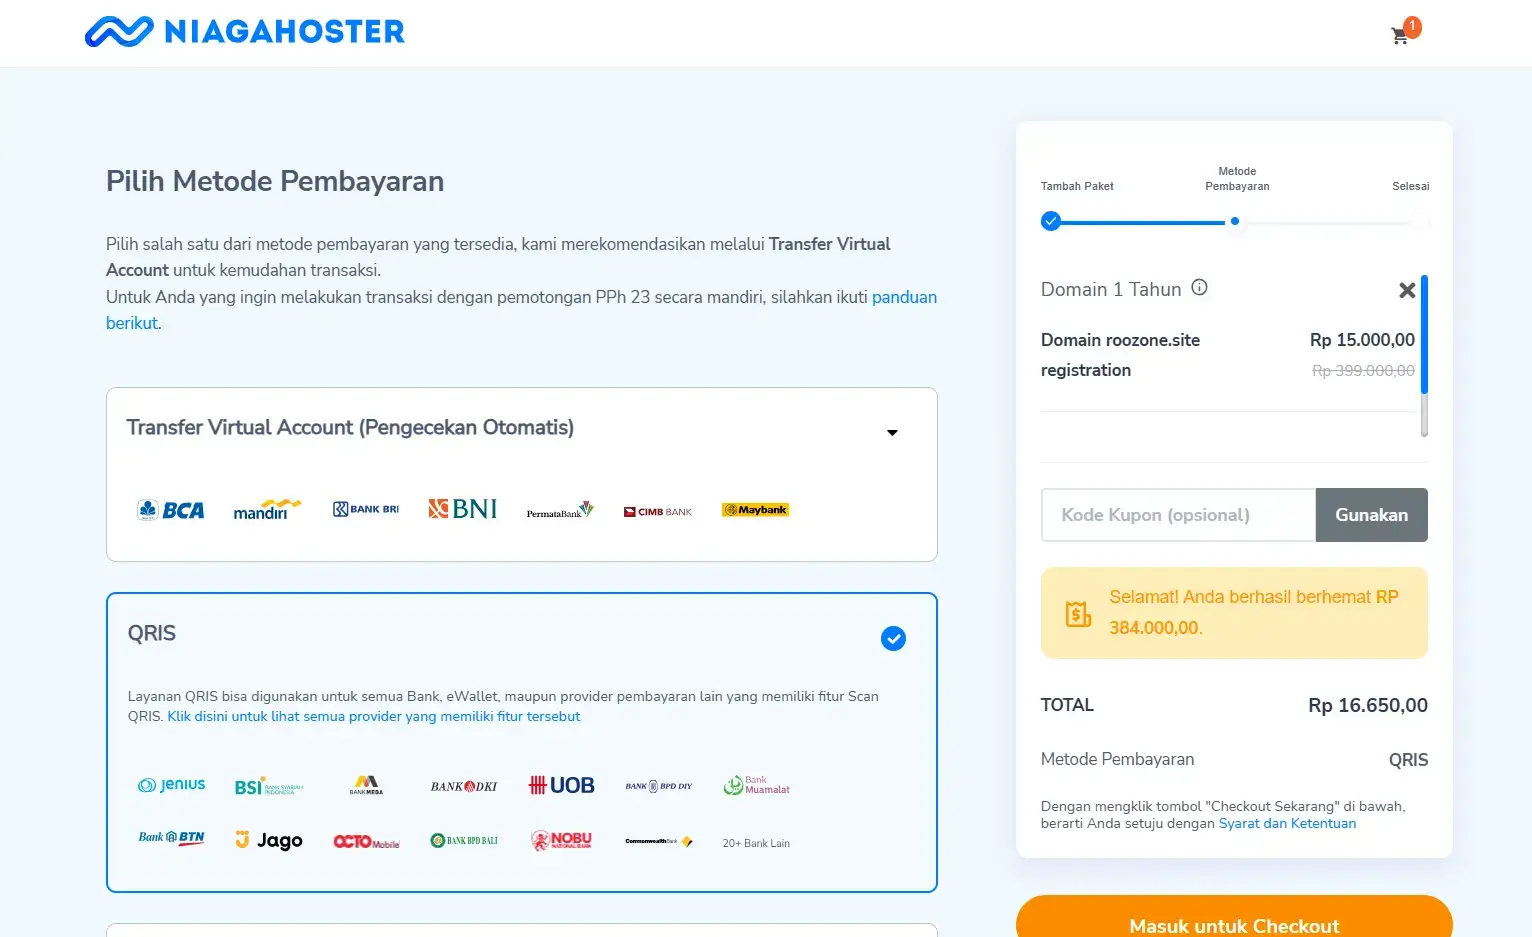 NIAGAHOSTER
1
Pilih Metode Pembayaran
Pilih salah satu dari metode pembayaran yang tersedia, kami merekomendasikan melalui Transfer Virtual
Account untuk kemudahan transaksi.
Untuk Anda yang ingin melakukan transaksi dengan pemotongan PPh 23 secara mandiri, silahkan ikuti panduan
berikut.
Transfer Virtual Account (Pengecekan Otomatis)
BCA mandiri BANK BRI BNI PermataBank CIMB BANK Maybank
QRIS
Layanan QRIS bisa digunakan untuk semua Bank, eWallet, maupun provider pembayaran lain yang memiliki fitur Scan
QRIS. Klik disini untuk lihat semua provider yang memiliki fitur tersebut
jenius BSI BANK SYARIAH INDONESIA BANK MEGA BANK DKI UOB BANK BPD DIY Bank Muamalat
Bank BTN Jago OCTO Mobile BANK BPD BALI NOBU NATIONAL BANK CommonwealthBank 20+ Bank Lain
Tambah Paket
Metode
Pembayaran
Selesai
Domain 1 Tahun
Domain roozone.site Rp 15.000,00
registration Rp 399.000,00
Kode Kupon (opsional) Gunakan
Selamat! Anda berhasil berhemat RP
384.000,00.
TOTAL Rp 16.650,00
Metode Pembayaran QRIS
Dengan mengklik tombol "Checkout Sekarang" di bawah,
berarti Anda setuju dengan Syarat dan Ketentuan
Masuk untuk Checkout